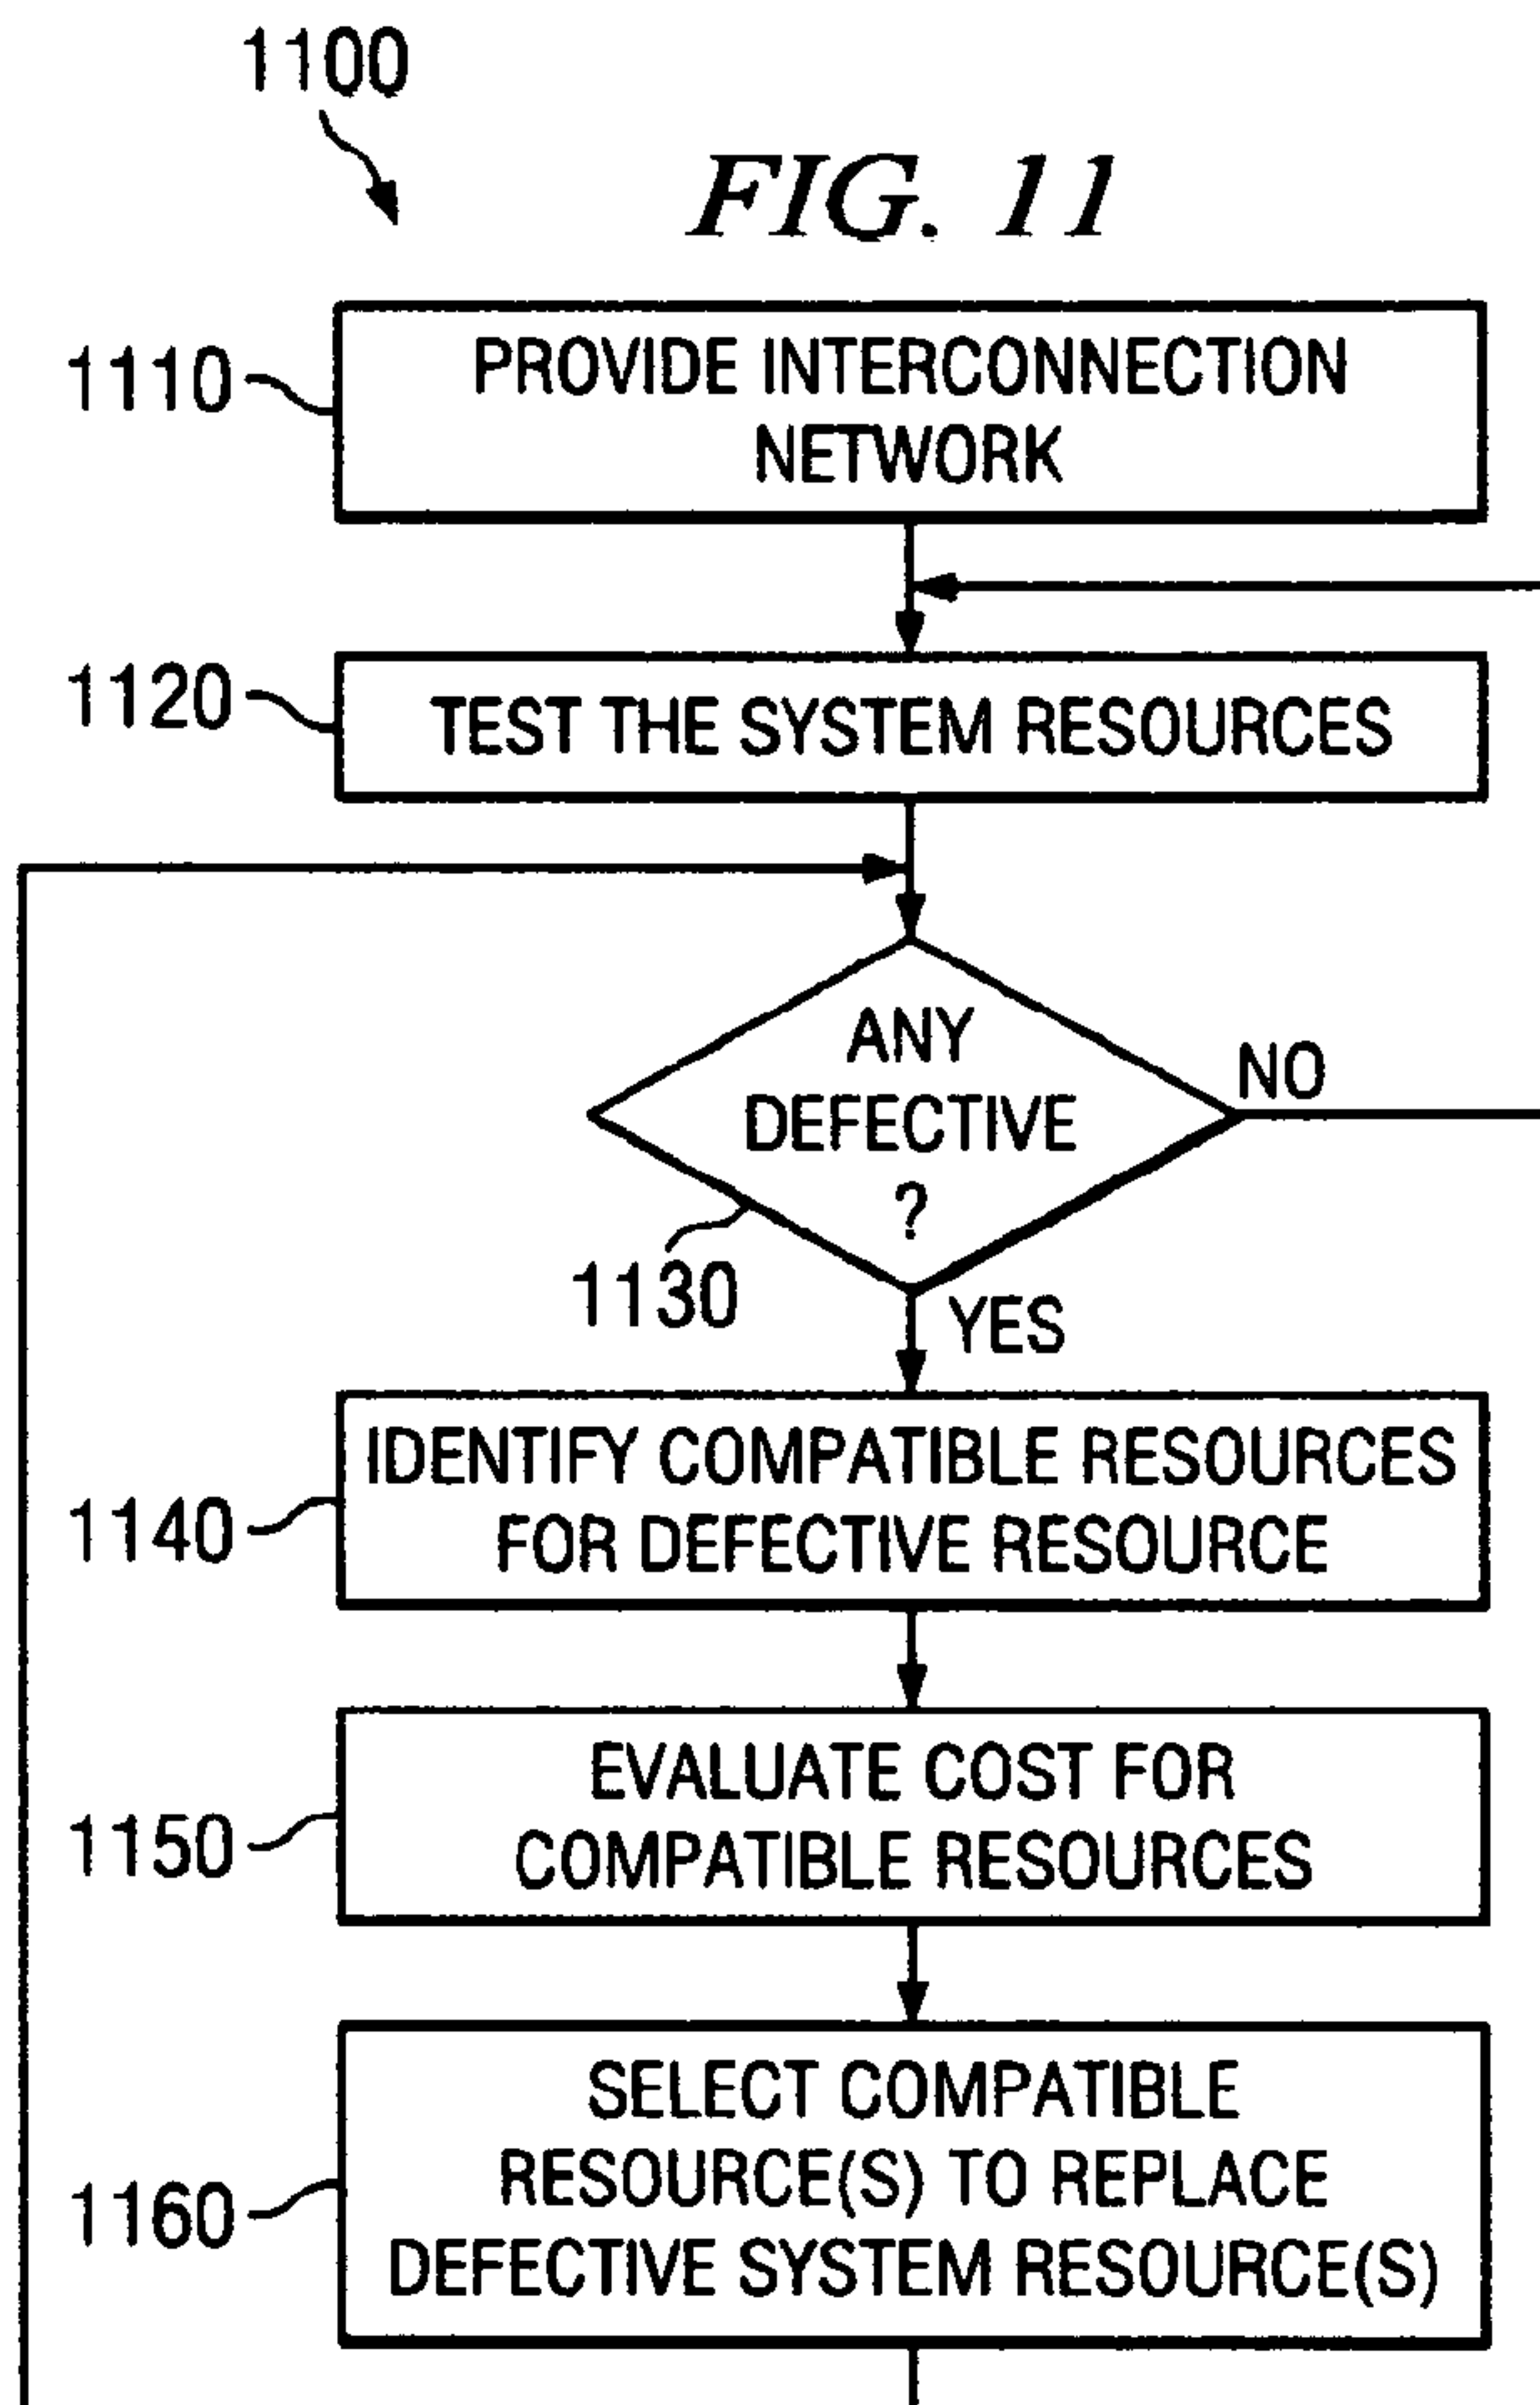 1100
FIG. 11
1110
PROVIDE INTERCONNECTION
NETWORK
1120
TEST THE SYSTEM RESOURCES
ANY
DEFECTIVE
?
NO
1130
YES
1140
IDENTIFY COMPATIBLE RESOURCES
FOR DEFECTIVE RESOURCE
1150
EVALUATE COST FOR
COMPATIBLE RESOURCES
1160
SELECT COMPATIBLE
RESOURCE(S) TO REPLACE
DEFECTIVE SYSTEM RESOURCE(S)